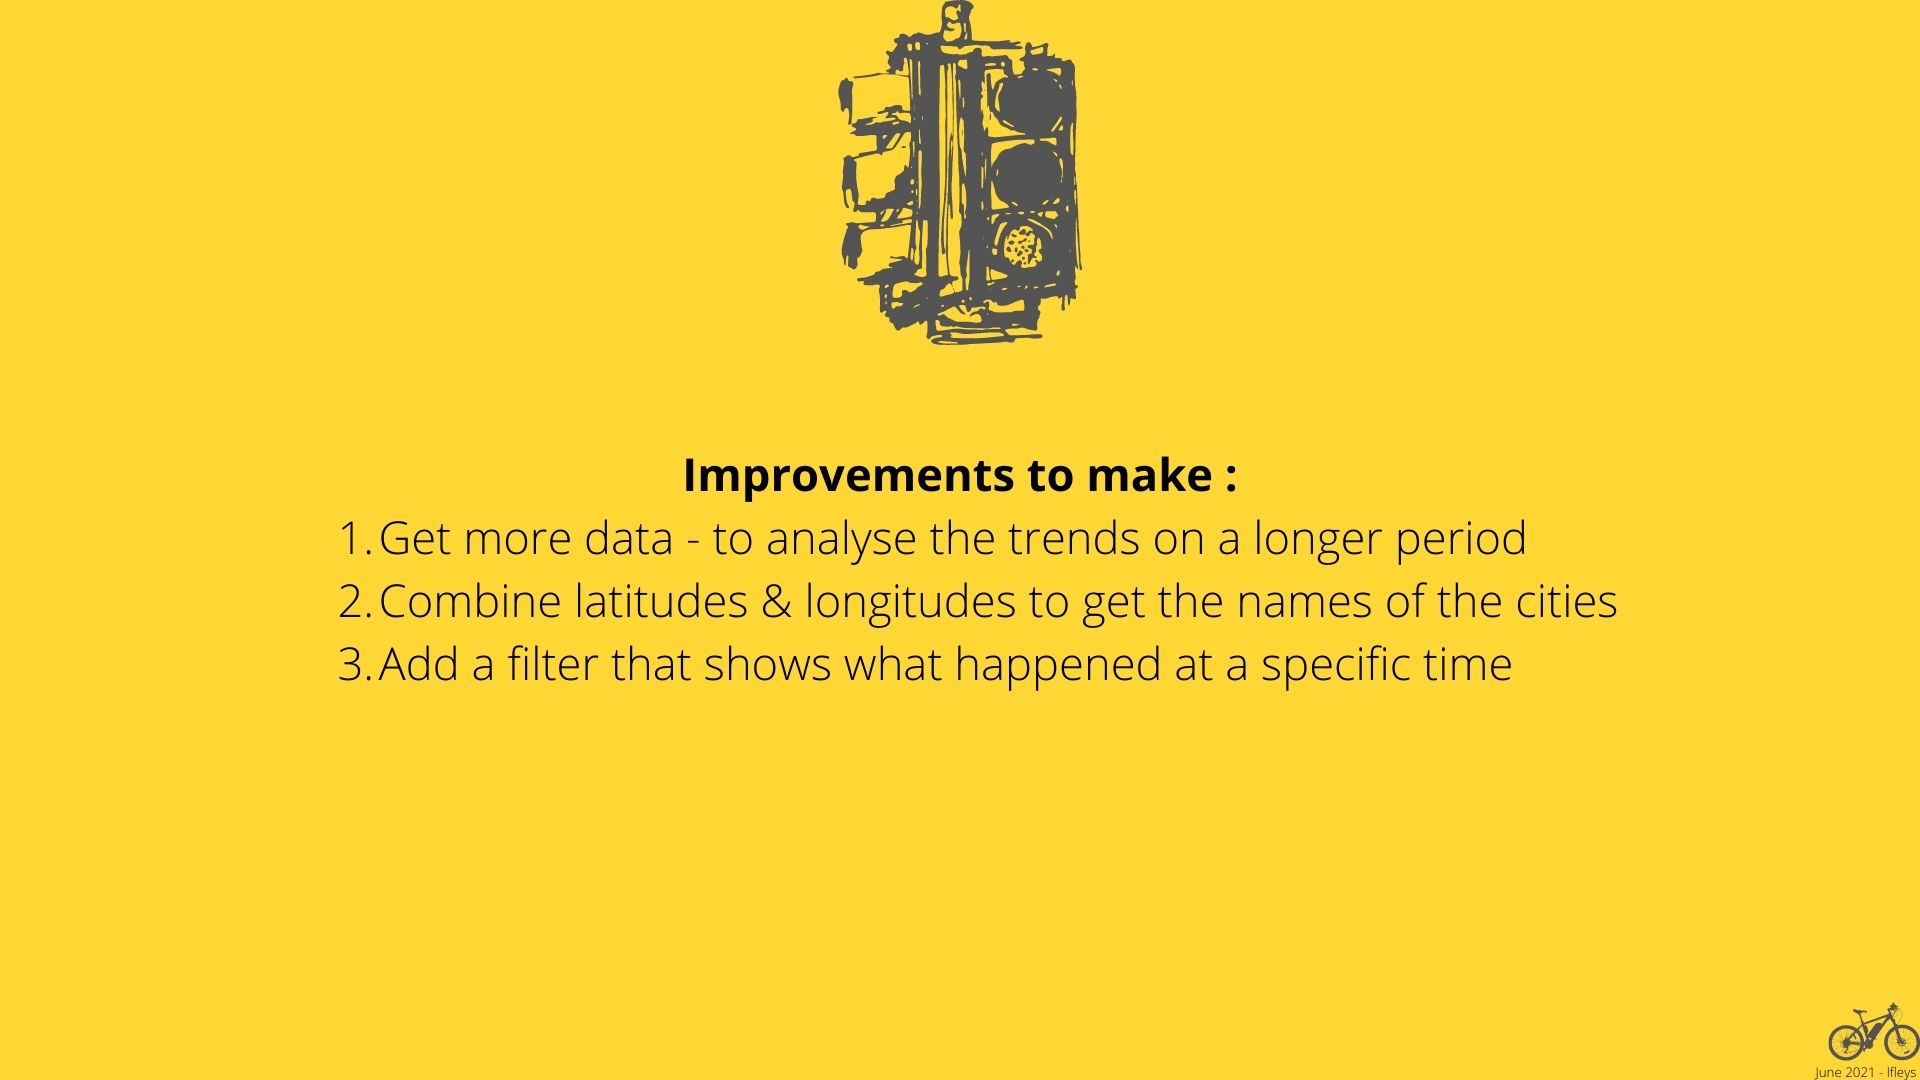 Improvements to make :
1. Get more data - to analyse the trends on a longer period
2. Combine latitudes & longitudes to get the names of the cities
3. Add a filter that shows what happened at a specific time
June 2021 - lfleys